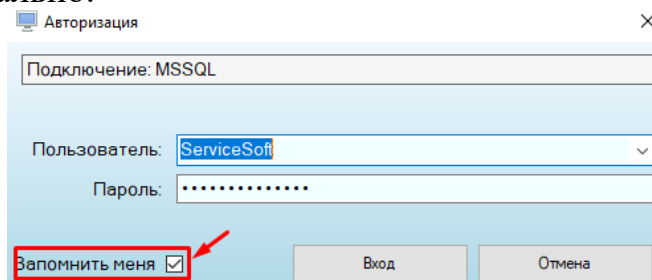 Авторизация
Подключение: MSSQL
Пользователь: ServiceSoft
Пароль: ••••••••••••••
Запомнить меня
Вход
Отмена